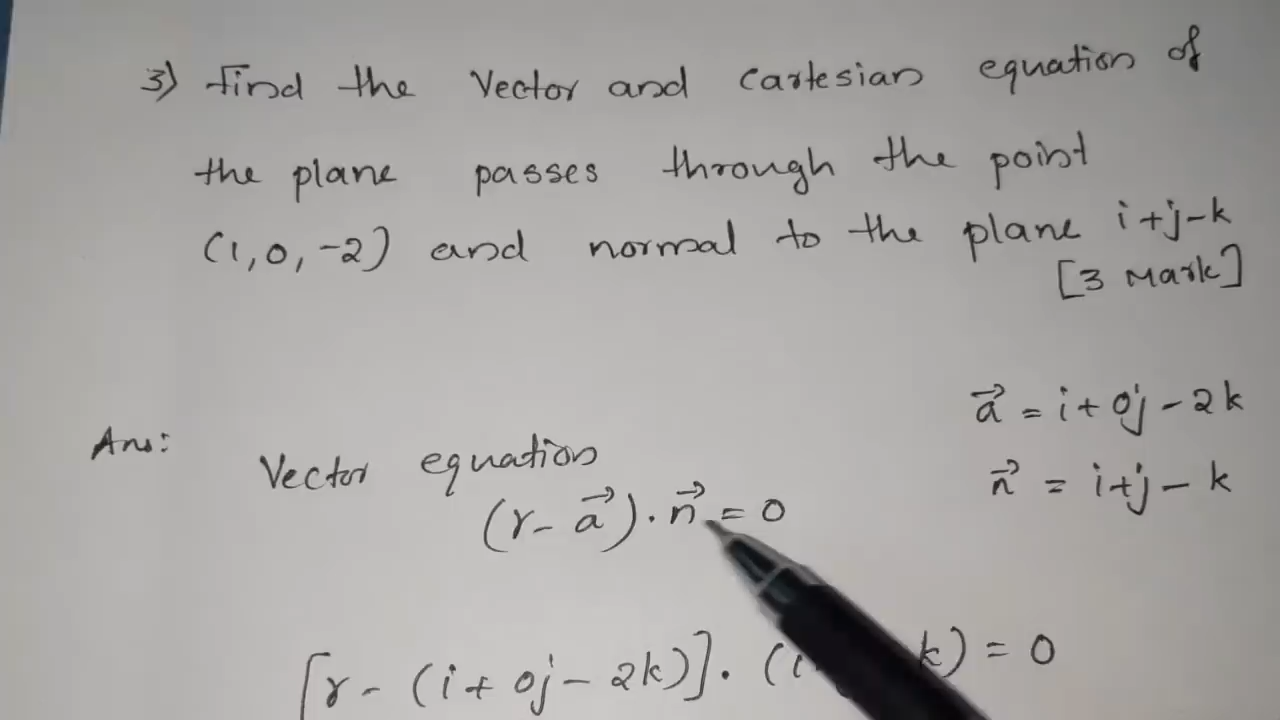 3) Find the Vector and Cartesian equation of
the plane passes through the point
(1, 0, -2) and normal to the plane i+j-k
[3 Mark]
a⃗ = i + 0j - 2k
Ans: Vector equation
n⃗ = i+j - k
(r - a⃗) . n⃗ = 0
[r - (i + 0j - 2k)] . (i k) = 0